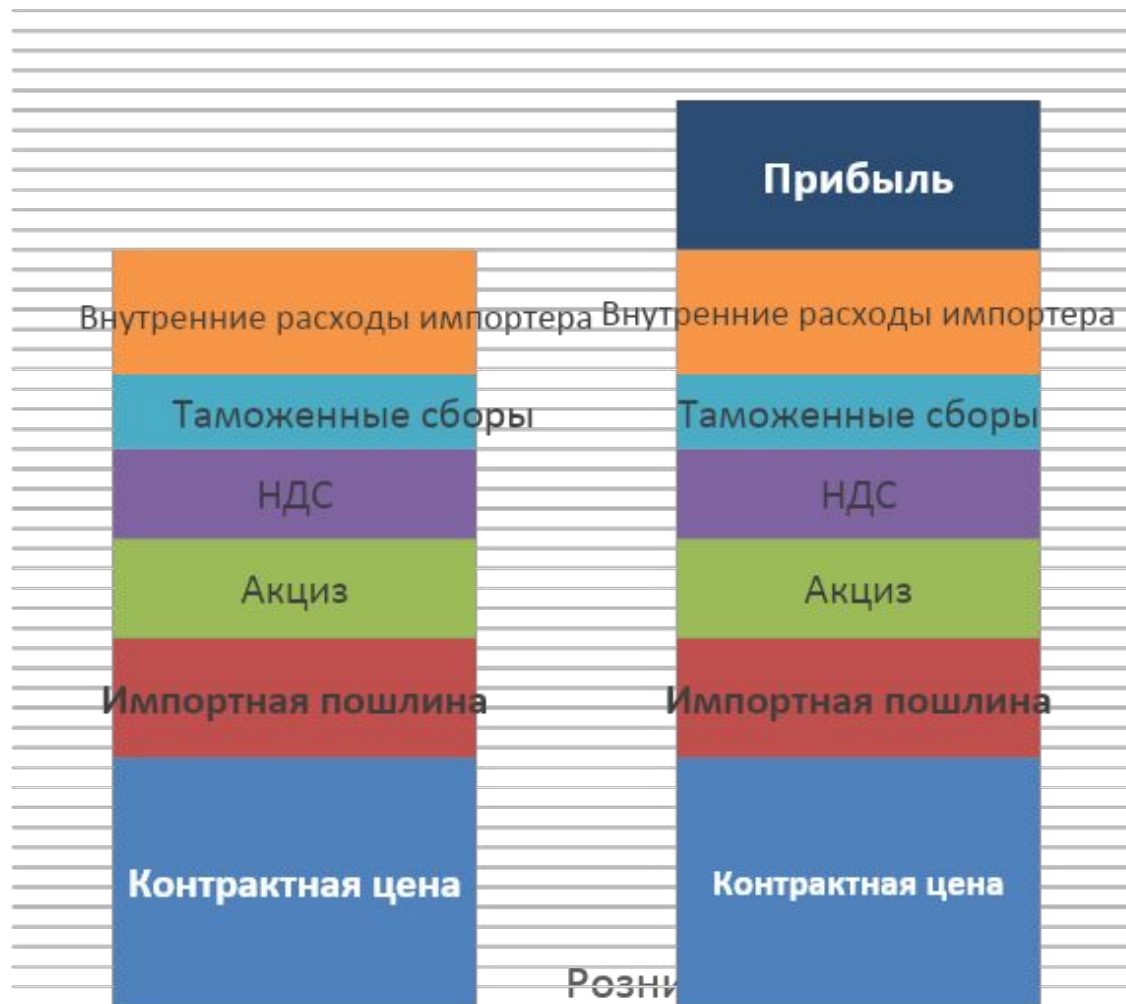 Прибыль
Внутренние расходы импортера Внутренние расходы импортера
Таможенные сборы Таможенные сборы
НДС НДС
Акциз Акциз
Импортная пошлина Импортная пошлина
Контрактная цена Контрактная цена